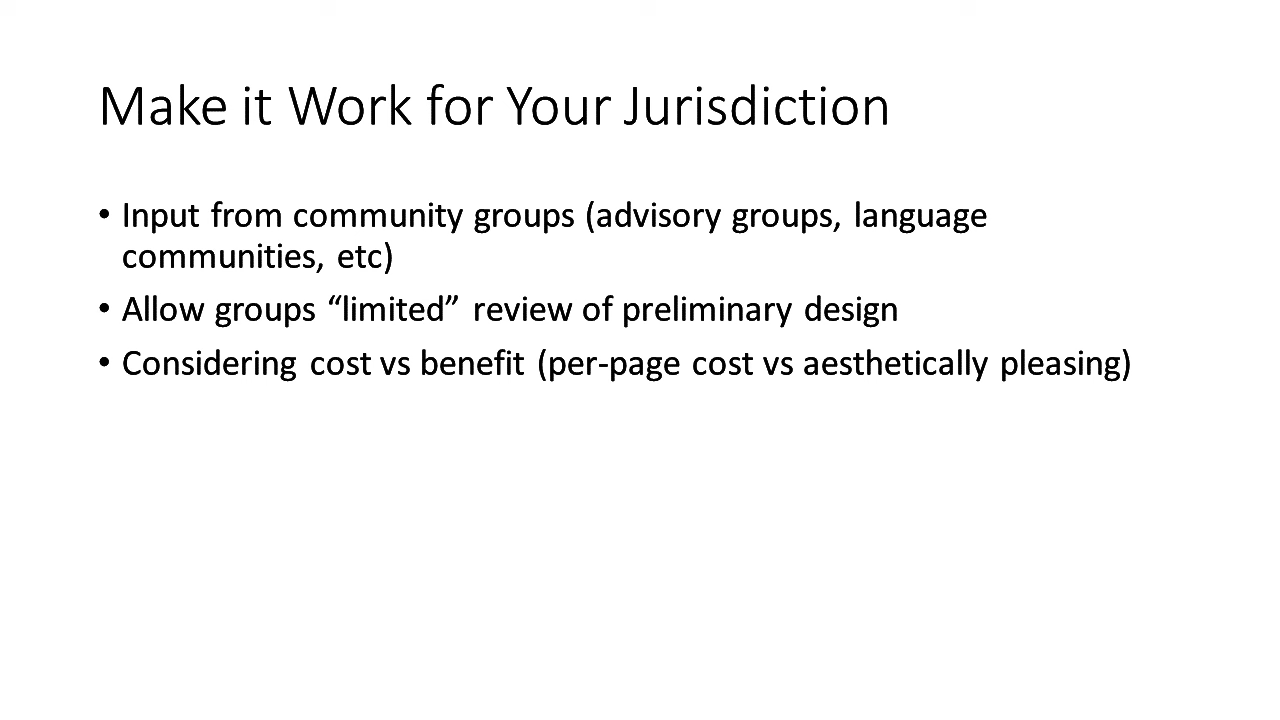 Make it Work for Your Jurisdiction
• Input from community groups (advisory groups, language
communities, etc)
• Allow groups “limited” review of preliminary design
• Considering cost vs benefit (per-page cost vs aesthetically pleasing)